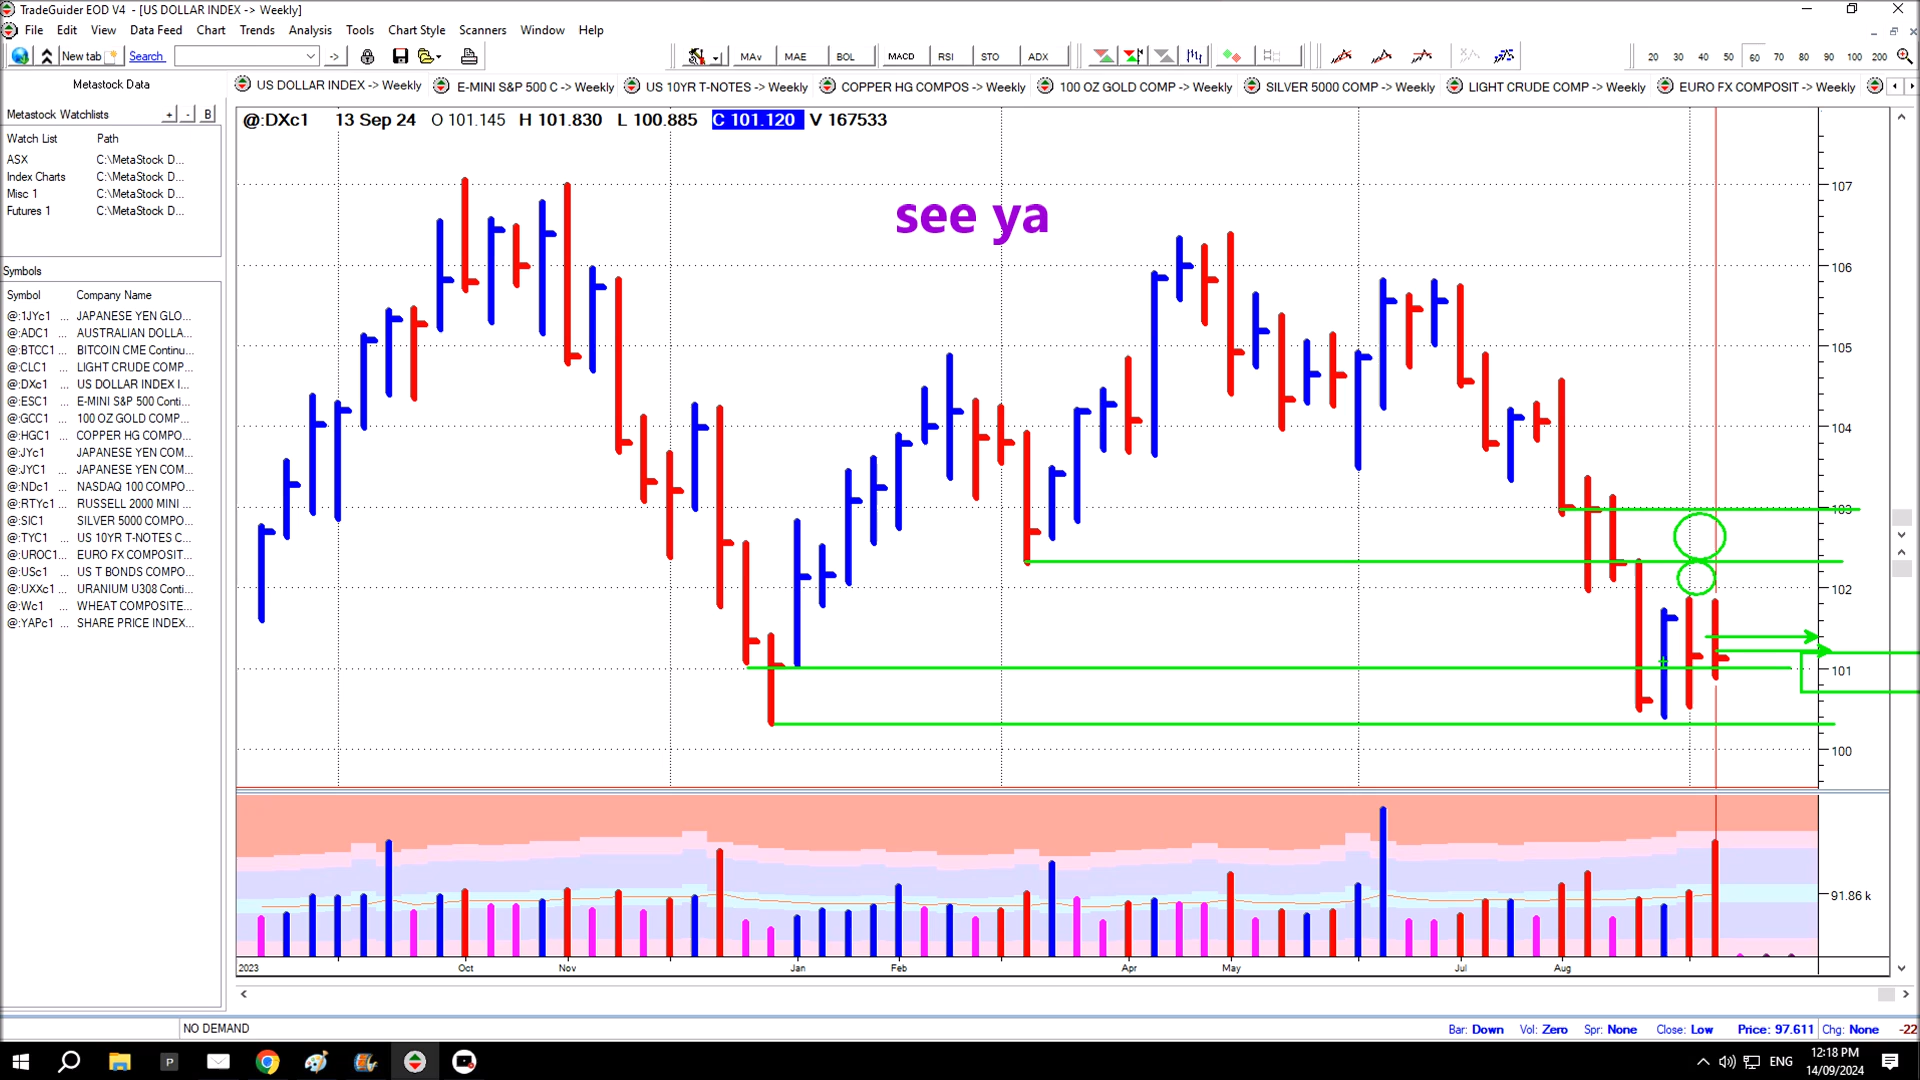 TradeGuider EOD V4 - [US DOLLAR INDEX -> Weekly]
File Edit View Data Feed Chart Trends Analysis Tools Chart Style Scanners Window Help
New tab Search -> MAv MAE BOL MACD RSI STO ADX 20 30 40 50 60 70 80 90 100 200
Metastock Data
US DOLLAR INDEX -> Weekly E-MINI S&P 500 C -> Weekly US 10YR T-NOTES -> Weekly COPPER HG COMPOS -> Weekly 100 OZ GOLD COMP -> Weekly SILVER 5000 COMP -> Weekly LIGHT CRUDE COMP -> Weekly EURO FX COMPOSIT -> Weekly
Metastock Watchlists + - B
@:DXc1 13 Sep 24 O 101.145 H 101.830 L 100.885 C 101.120 V 167533
Watch List Path
ASX C:\MetaStock D...
Index Charts C:\MetaStock D...
Misc 1 C:\MetaStock D...
Futures 1 C:\MetaStock D...
see ya
Symbols
Symbol Company Name
@:1JYc1 ... JAPANESE YEN GLO...
@:ADC1 ... AUSTRALIAN DOLLA...
@:BTCC1 ... BITCOIN CME Continu...
@:CLC1 ... LIGHT CRUDE COMP...
@:DXc1 ... US DOLLAR INDEX I...
@:ESC1 ... E-MINI S&P 500 Conti...
@:GCC1 ... 100 OZ GOLD COMP...
@:HGC1 ... COPPER HG COMPO...
@:JYc1 ... JAPANESE YEN COM...
@:JYC1 ... JAPANESE YEN COM...
@:NDc1 ... NASDAQ 100 COMPO...
@:RTYc1 ... RUSSELL 2000 MINI ...
@:SIC1 ... SILVER 5000 COMPO...
@:TYC1 ... US 10YR T-NOTES C...
@:UROC1... EURO FX COMPOSIT...
@:USc1 ... US T BONDS COMPO...
@:UXXc1 ... URANIUM U308 Conti...
@:Wc1 ... WHEAT COMPOSITE...
@:YAPc1 ... SHARE PRICE INDEX...
107
106
105
104
103
102
101
100
91.86 k
2023 Oct Nov Jan Feb Apr May Jul Aug
NO DEMAND Bar: Down Vol: Zero Spr: None Close: Low Price: 97.611 Chg: None -22
P ENG 12:18 PM
14/09/2024